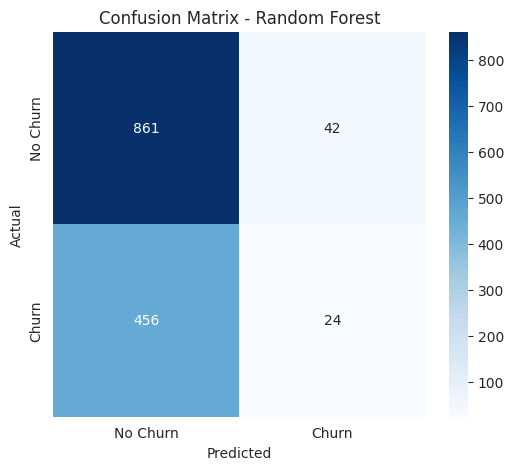 Confusion Matrix - Random Forest
No Churn
861
42
800
700
600
500
400
300
200
100
Actual
Churn
456
24
No Churn
Churn
Predicted